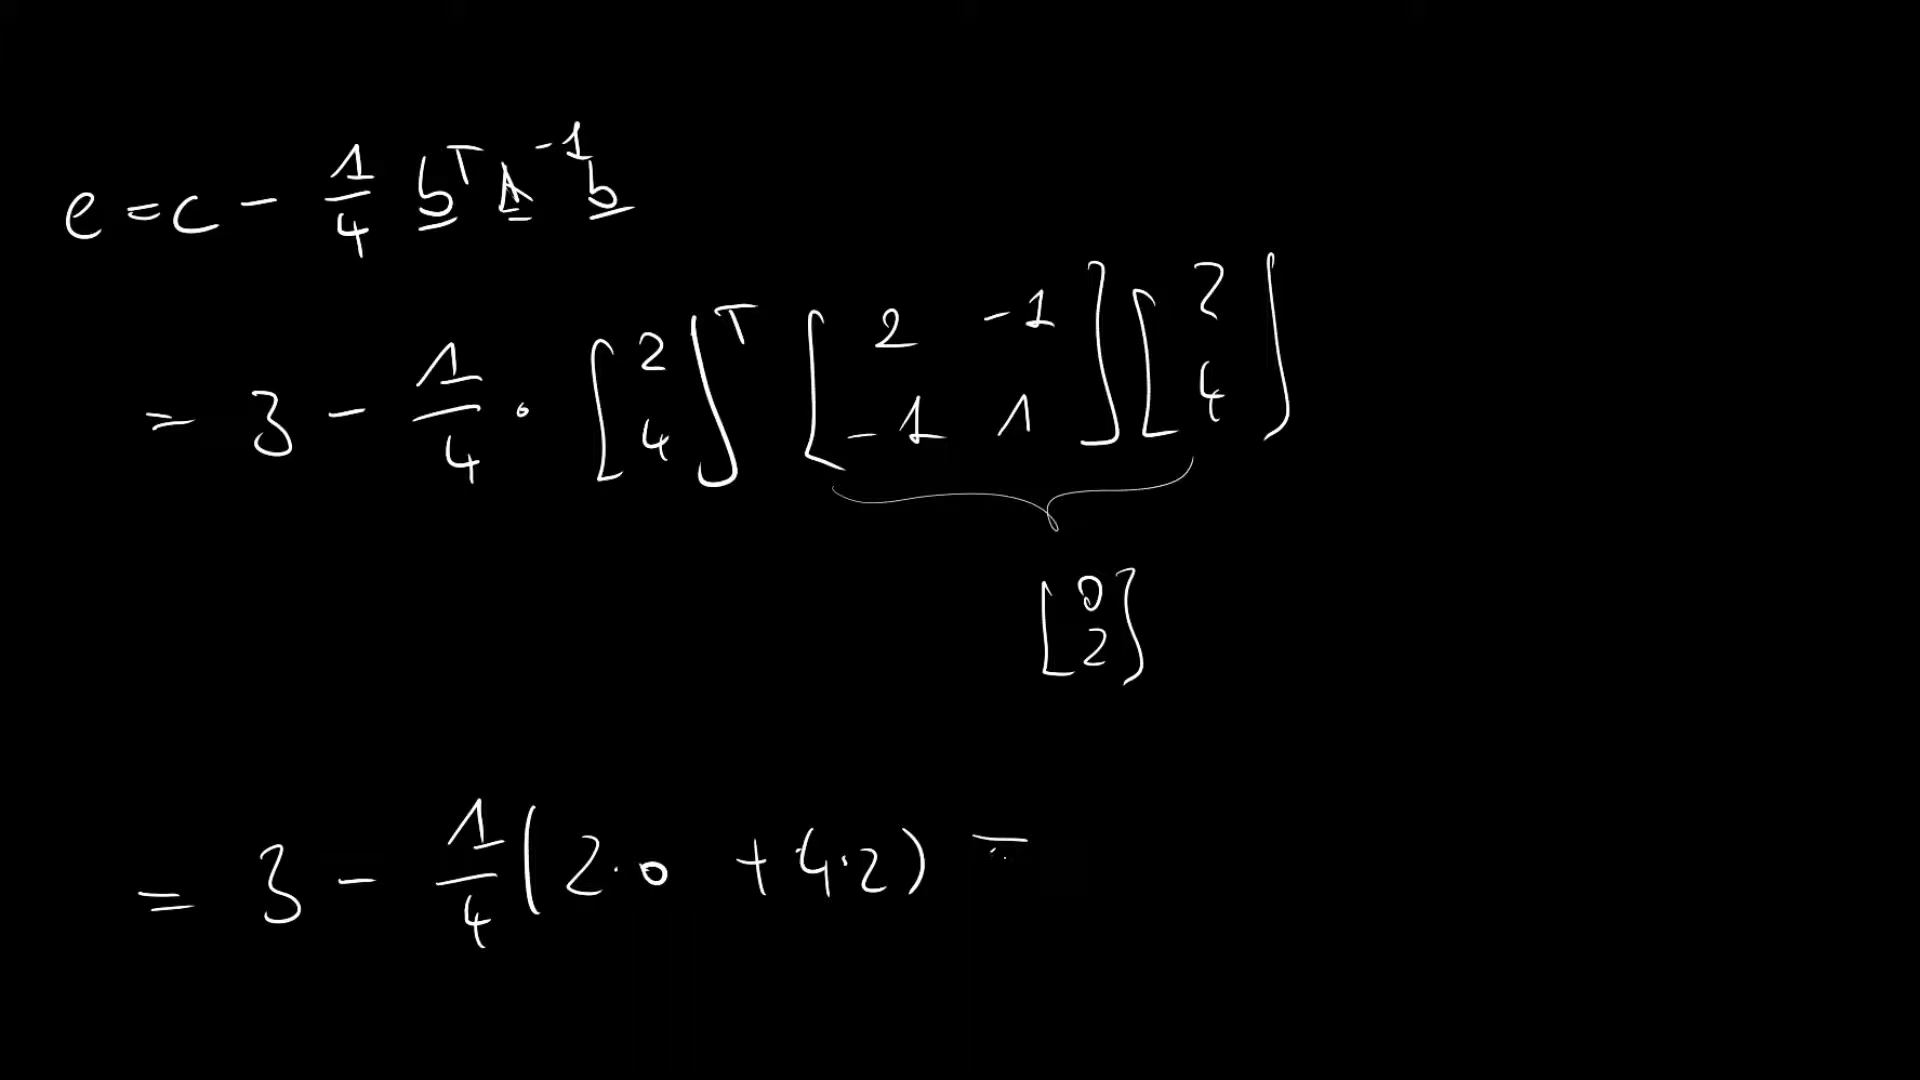 e = c - 1/4 b^T A^-1 b
= 3 - 1/4 · [2 4]^T [2 -1 -1 1] [2 4]
[0 2]
= 3 - 1/4 (2·0 + 4·2) =